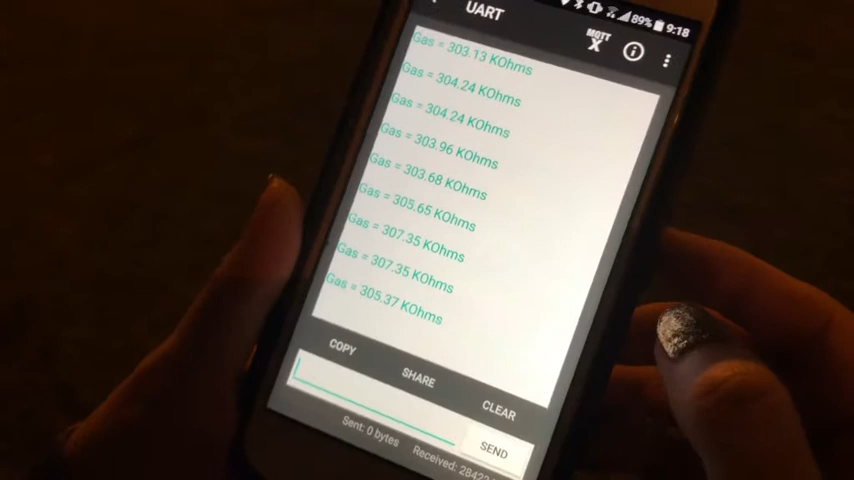 89% 9:18
UART
MQTT
X
Gas = 303.13 KOhms
Gas = 304.24 KOhms
Gas = 304.24 KOhms
Gas = 303.96 KOhms
Gas = 303.68 KOhms
Gas = 305.65 KOhms
Gas = 307.35 KOhms
Gas = 307.35 KOhms
Gas = 305.37 KOhms
COPY SHARE CLEAR
SEND
Sent: 0 bytes Received: